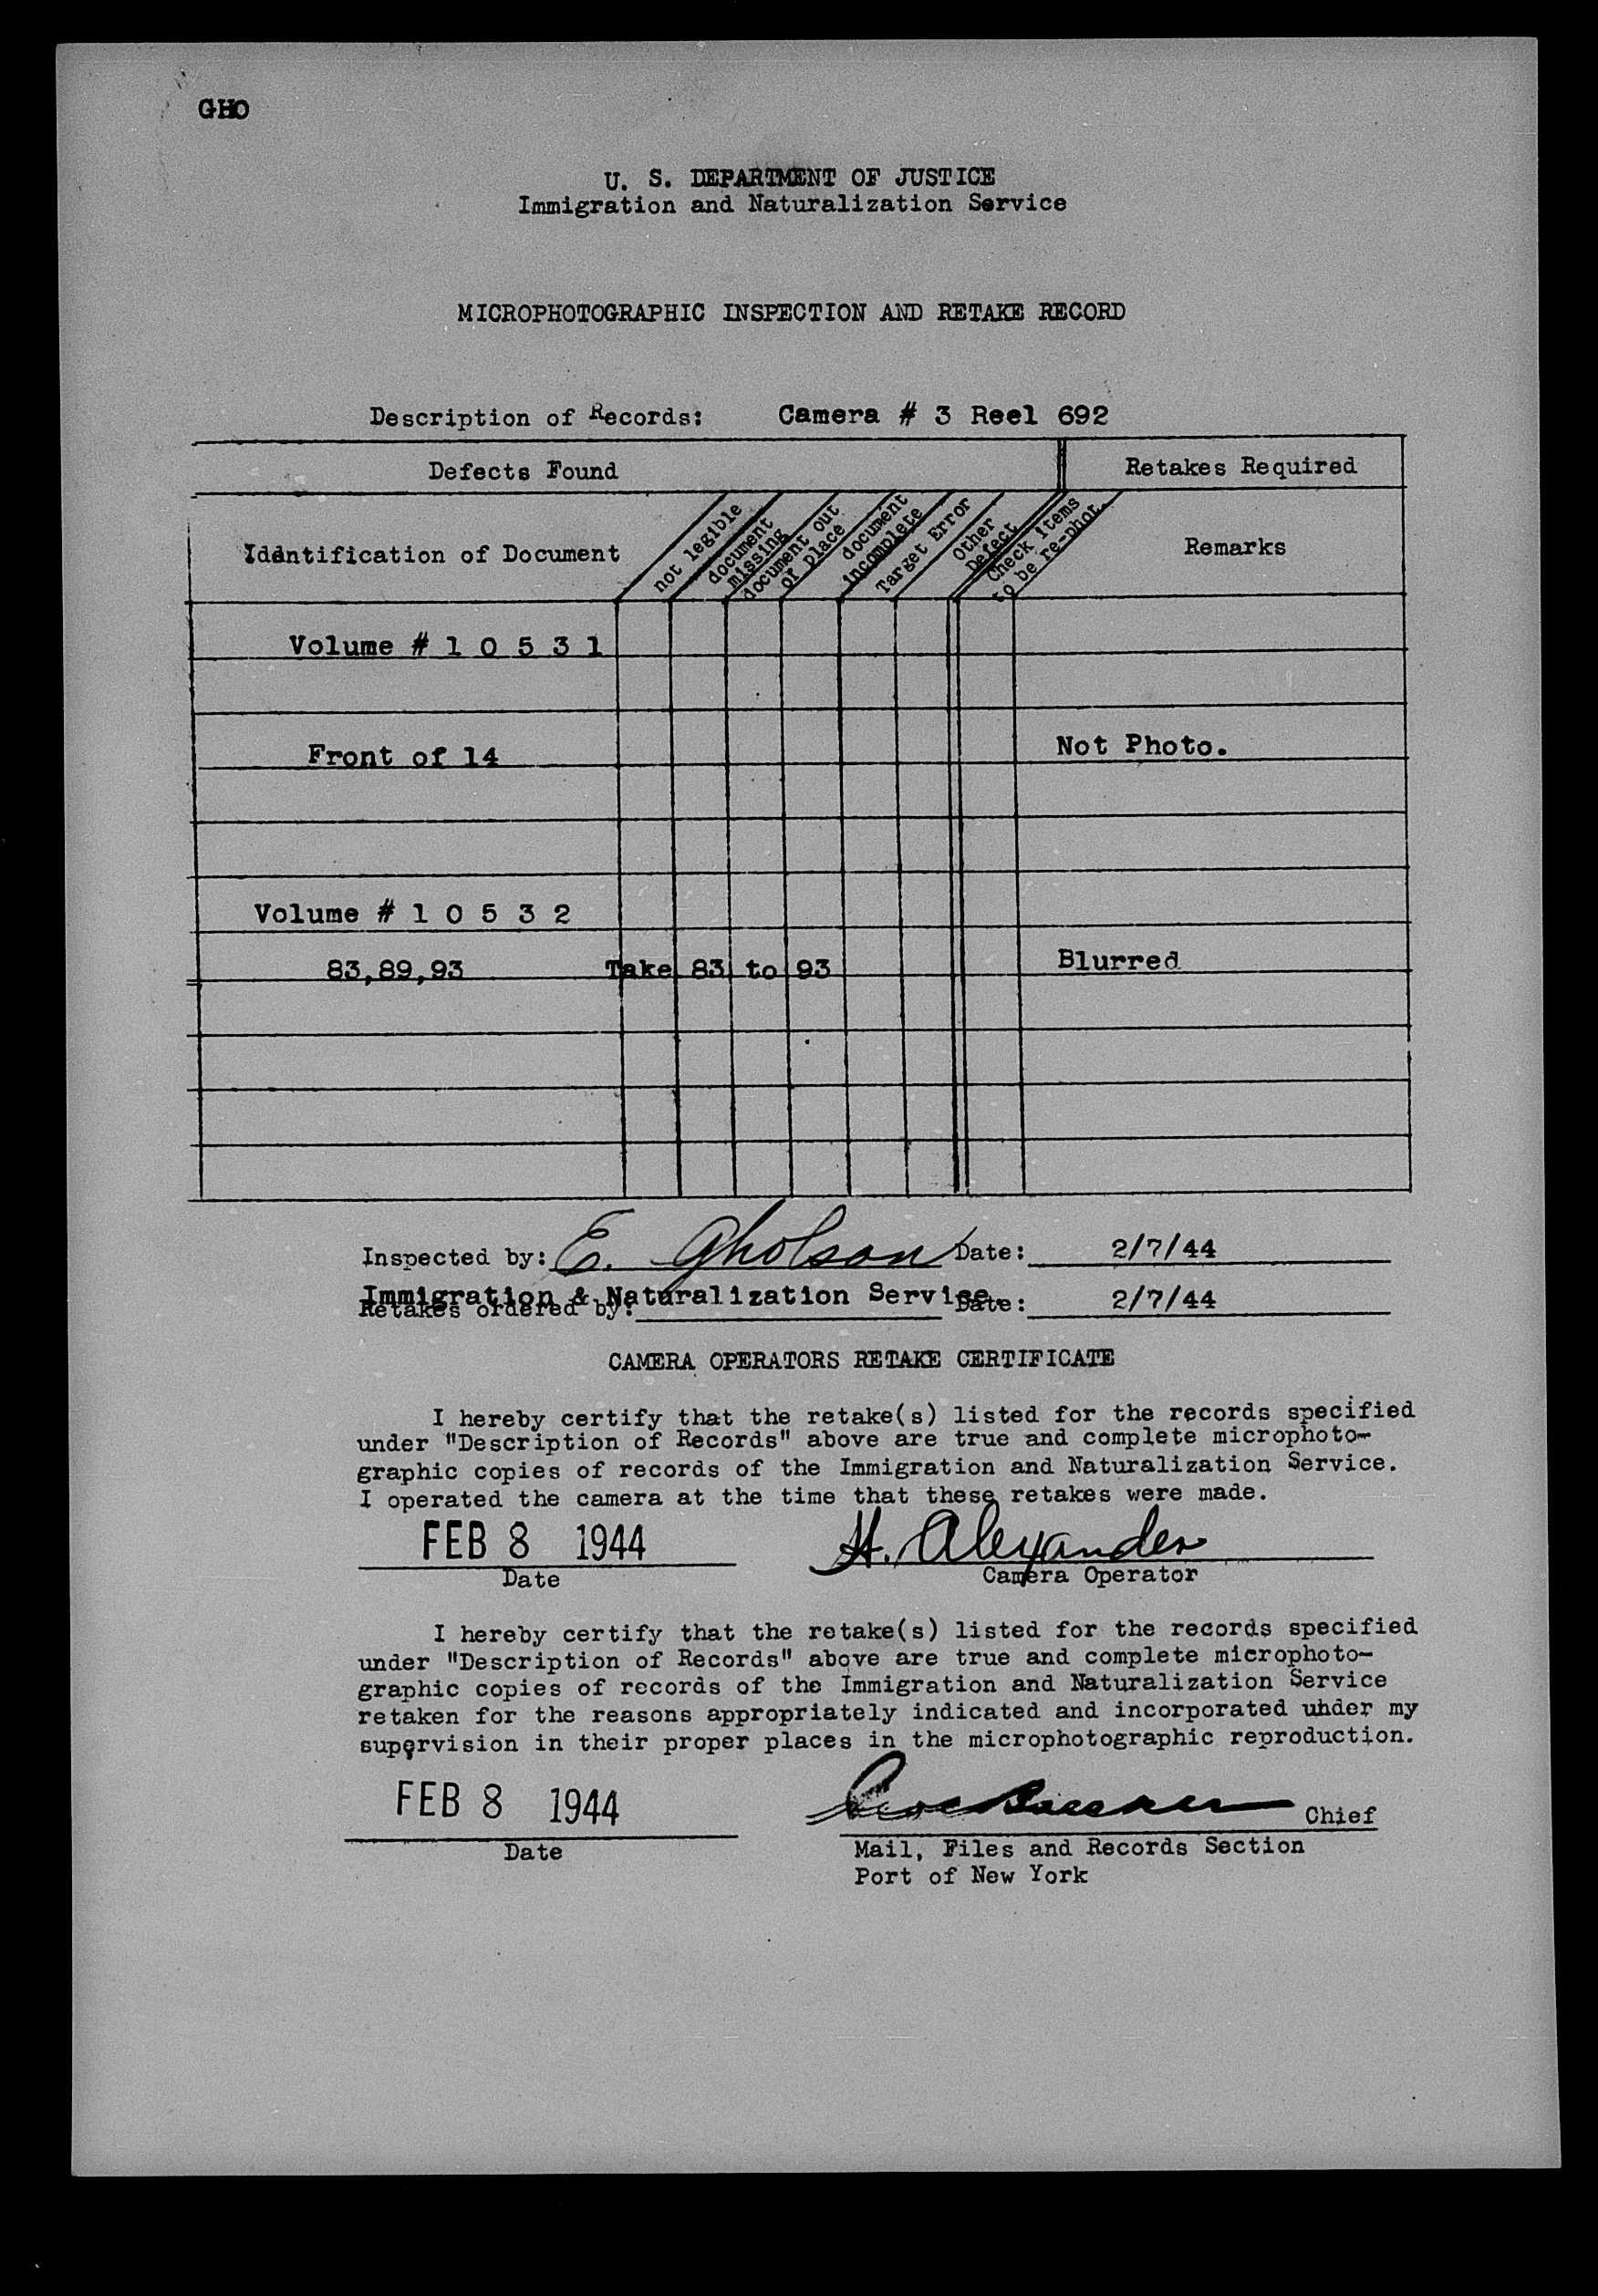 GHO
U. S. DEPARTMENT OF JUSTICE
Immigration and Naturalization Service
MICROPHOTOGRAPHIC INSPECTION AND RETAKE RECORD
Description of Records: Camera # 3 Reel 692
Defects Found
Retakes Required
Identification of Document
not legible
document missing
document out of place
document incomplete
Target Error
Other Defect
Check items to be re-phot.
Remarks
Volume # 1 0 5 3 1
Front of 14 Not Photo.
Volume # 1 0 5 3 2
83,89,93 Take 83 to 93 Blurred
Inspected by: E. Gholson Date: 2/7/44
Immigration & Naturalization Service.
Retakes ordered by: Date: 2/7/44
CAMERA OPERATORS RETAKE CERTIFICATE
I hereby certify that the retake(s) listed for the records specified
under "Description of Records" above are true and complete microphoto-
graphic copies of records of the Immigration and Naturalization Service.
I operated the camera at the time that these retakes were made.
FEB 8 1944 H. Alexander
Date Camera Operator
I hereby certify that the retake(s) listed for the records specified
under "Description of Records" above are true and complete microphoto-
graphic copies of records of the Immigration and Naturalization Service
retaken for the reasons appropriately indicated and incorporated under my
supervision in their proper places in the microphotographic reproduction.
FEB 8 1944 Chief
Date Mail, Files and Records Section
Port of New York